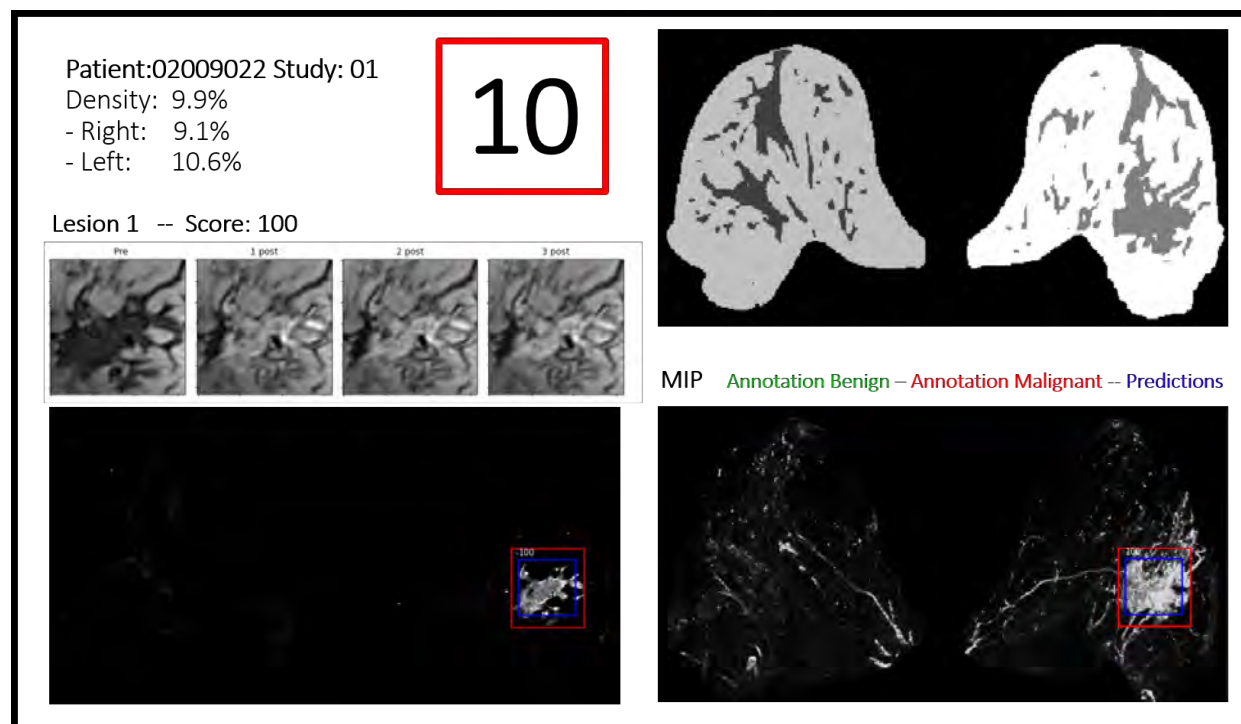 Patient:02009022 Study: 01
Density: 9.9%
- Right: 9.1%
- Left: 10.6%
10
Lesion 1 -- Score: 100
Pre
1 post
2 post
3 post
MIP
Annotation Benign – Annotation Malignant -- Predictions
-100